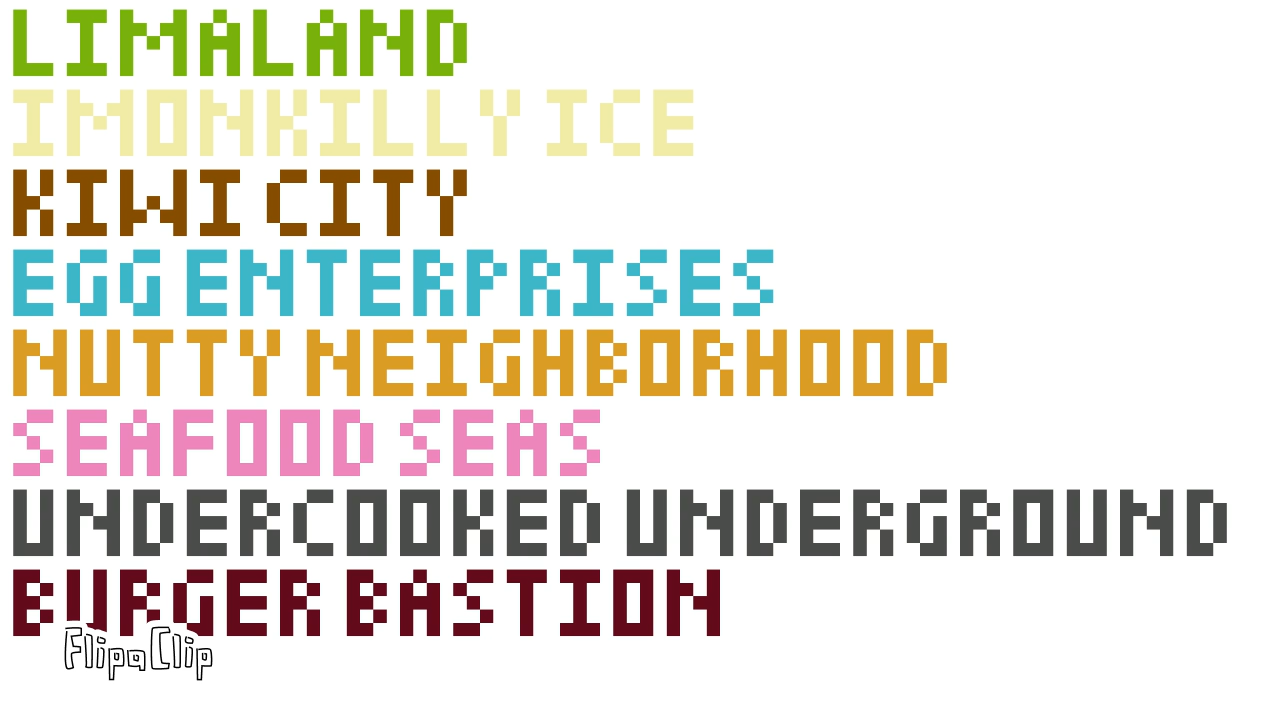 LIMALAND
IMONKILLY ICE
KIWI CITY
EGG ENTERPRISES
NUTTY NEIGHBORHOOD
SEAFOOD SEAS
UNDERCOOKED UNDERGROUND
BURGER BASTION
FlipaClip